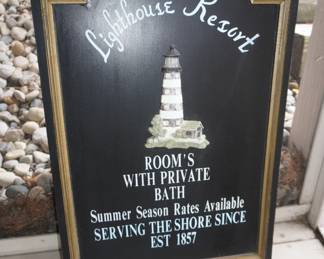 Lighthouse Resort
ROOM'S
WITH PRIVATE
BATH
Summer Season Rates Available
SERVING THE SHORE SINCE
EST 1857